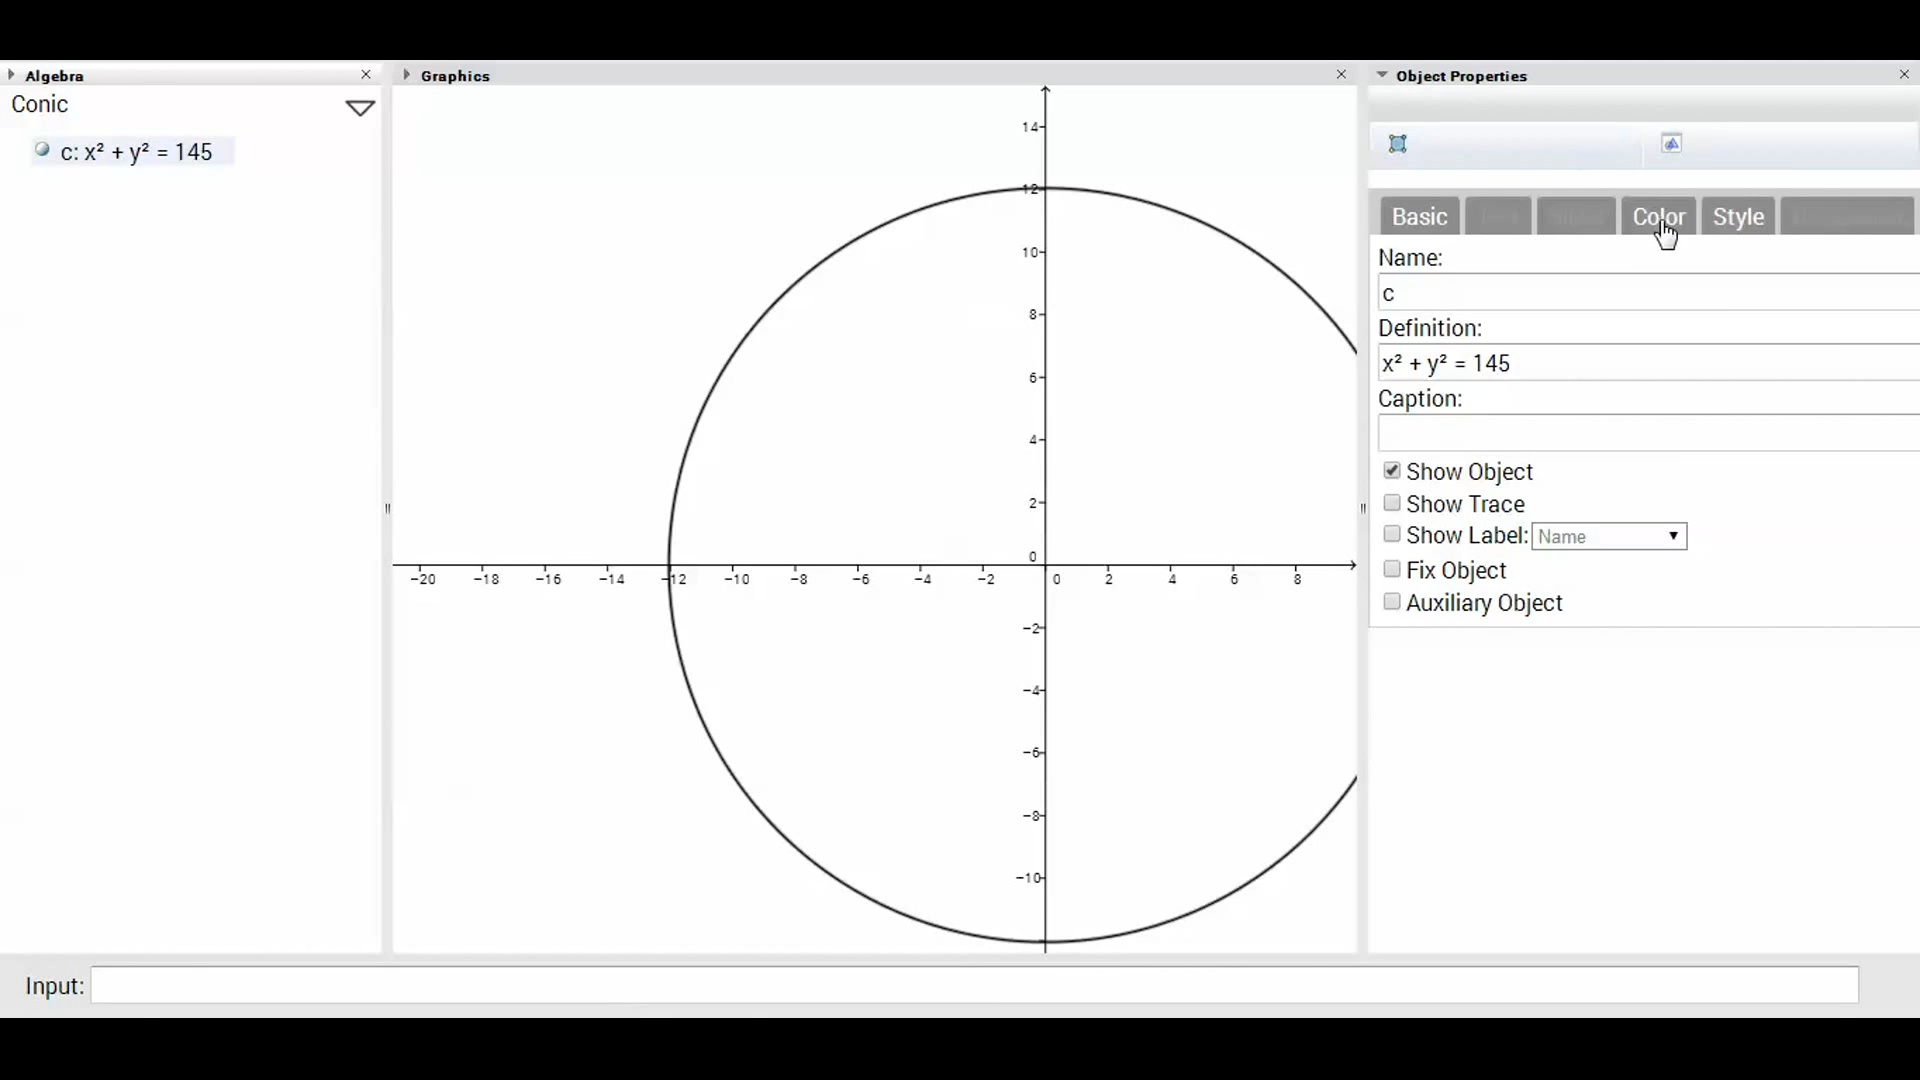 Algebra
Conic
c: x² + y² = 145
Graphics
14
12
10
8
6
4
2
0
-20 -18 -16 -14 -12 -10 -8 -6 -4 -2 0 2 4 6 8
-2
-4
-6
-8
-10
Object Properties
Basic
Color
Style
Name:
c
Definition:
x² + y² = 145
Caption:
Show Object
Show Trace
Show Label: Name
Fix Object
Auxiliary Object
Input: